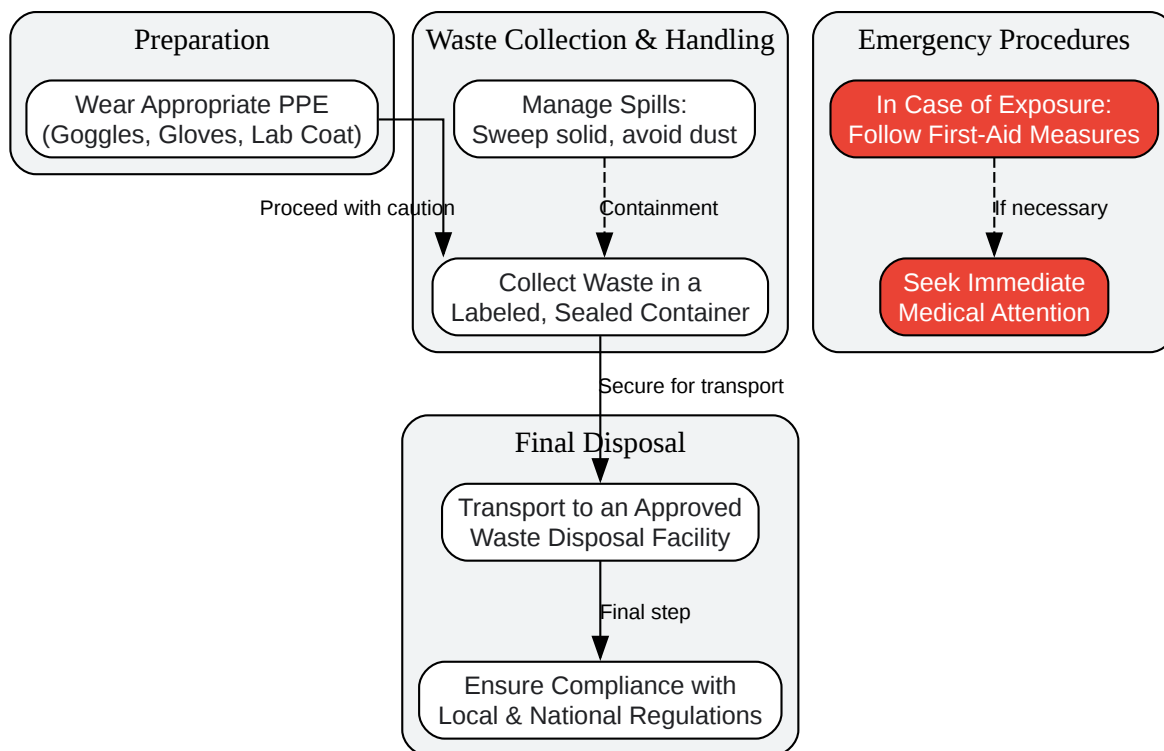 Preparation
Wear Appropriate PPE
(Goggles, Gloves, Lab Coat)
Proceed with caution
Waste Collection & Handling
Manage Spills:
Sweep solid, avoid dust
Containment
Collect Waste in a
Labeled, Sealed Container
Secure for transport
Final Disposal
Transport to an Approved
Waste Disposal Facility
Final step
Ensure Compliance with
Local & National Regulations
Emergency Procedures
In Case of Exposure:
Follow First-Aid Measures
If necessary
Seek Immediate
Medical Attention